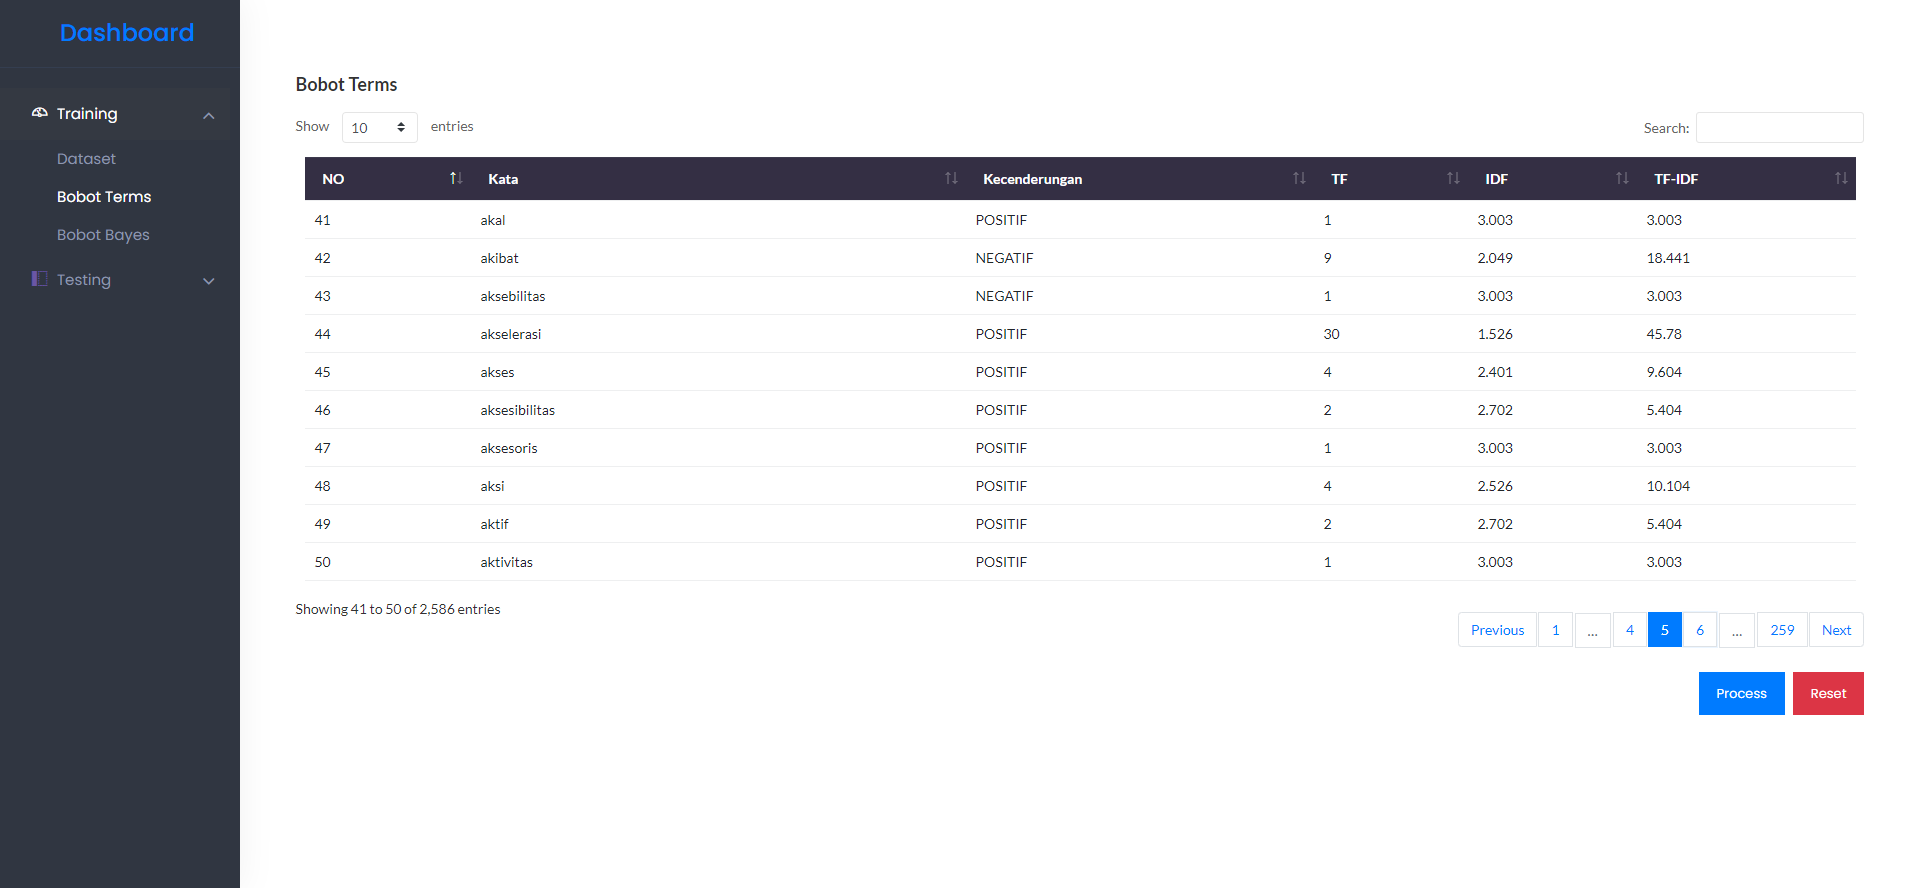 Dashboard
Training
Dataset
Bobot Terms
Bobot Bayes
Testing
Bobot Terms
Show 10 entries
Search:
NO Kata Kecenderungan TF IDF TF-IDF
41 akal POSITIF 1 3.003 3.003
42 akibat NEGATIF 9 2.049 18.441
43 aksebilitas NEGATIF 1 3.003 3.003
44 akselerasi POSITIF 30 1.526 45.78
45 akses POSITIF 4 2.401 9.604
46 aksesibilitas POSITIF 2 2.702 5.404
47 aksesoris POSITIF 1 3.003 3.003
48 aksi POSITIF 4 2.526 10.104
49 aktif POSITIF 2 2.702 5.404
50 aktivitas POSITIF 1 3.003 3.003
Showing 41 to 50 of 2,586 entries
Previous 1 ... 4 5 6 ... 259 Next
Process Reset